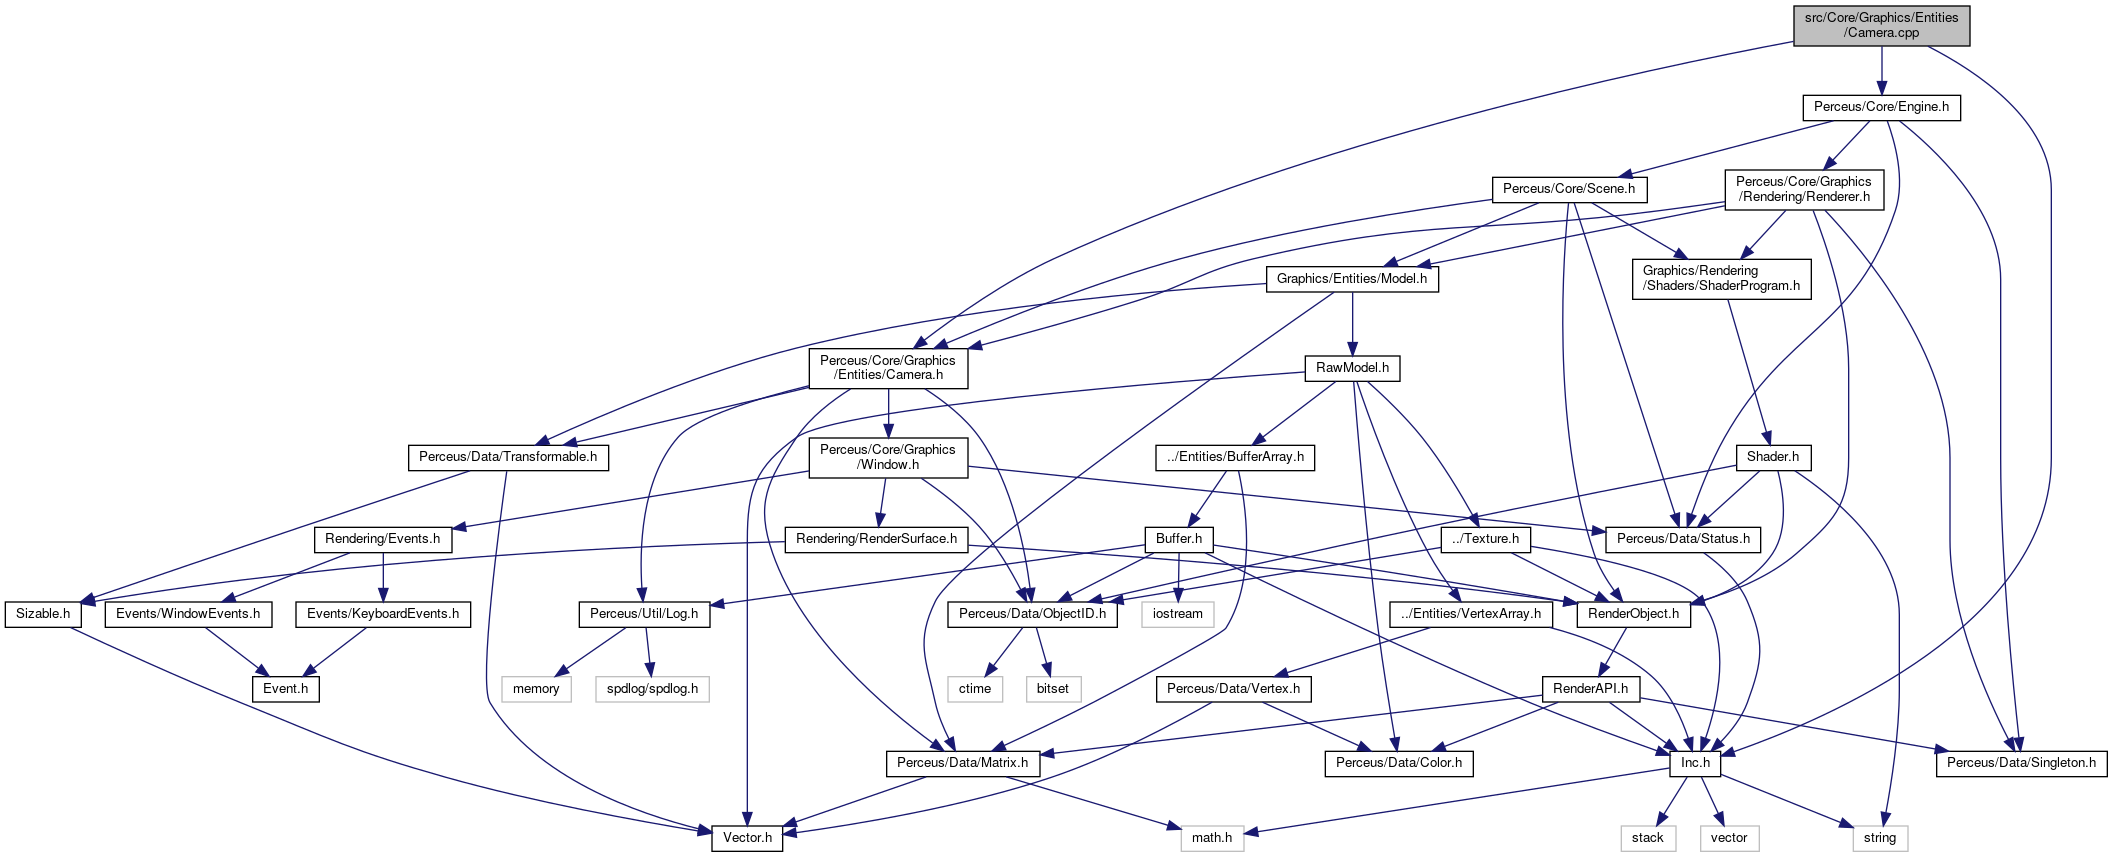 src/Core/Graphics/Entities
/Camera.cpp
Perceus/Core/Engine.h
Perceus/Core/Scene.h
Perceus/Core/Graphics
/Rendering/Renderer.h
Graphics/Entities/Model.h
Graphics/Rendering
/Shaders/ShaderProgram.h
Perceus/Core/Graphics
/Entities/Camera.h
RawModel.h
Perceus/Data/Transformable.h
Perceus/Core/Graphics
/Window.h
../Entities/BufferArray.h
Shader.h
Rendering/Events.h
Rendering/RenderSurface.h
Buffer.h
../Texture.h
Perceus/Data/Status.h
Sizable.h
Events/WindowEvents.h
Events/KeyboardEvents.h
Perceus/Util/Log.h
Perceus/Data/ObjectID.h
iostream
../Entities/VertexArray.h
RenderObject.h
Event.h
memory
spdlog/spdlog.h
ctime
bitset
Perceus/Data/Vertex.h
RenderAPI.h
Perceus/Data/Matrix.h
Perceus/Data/Color.h
Inc.h
Perceus/Data/Singleton.h
Vector.h
math.h
stack
vector
string